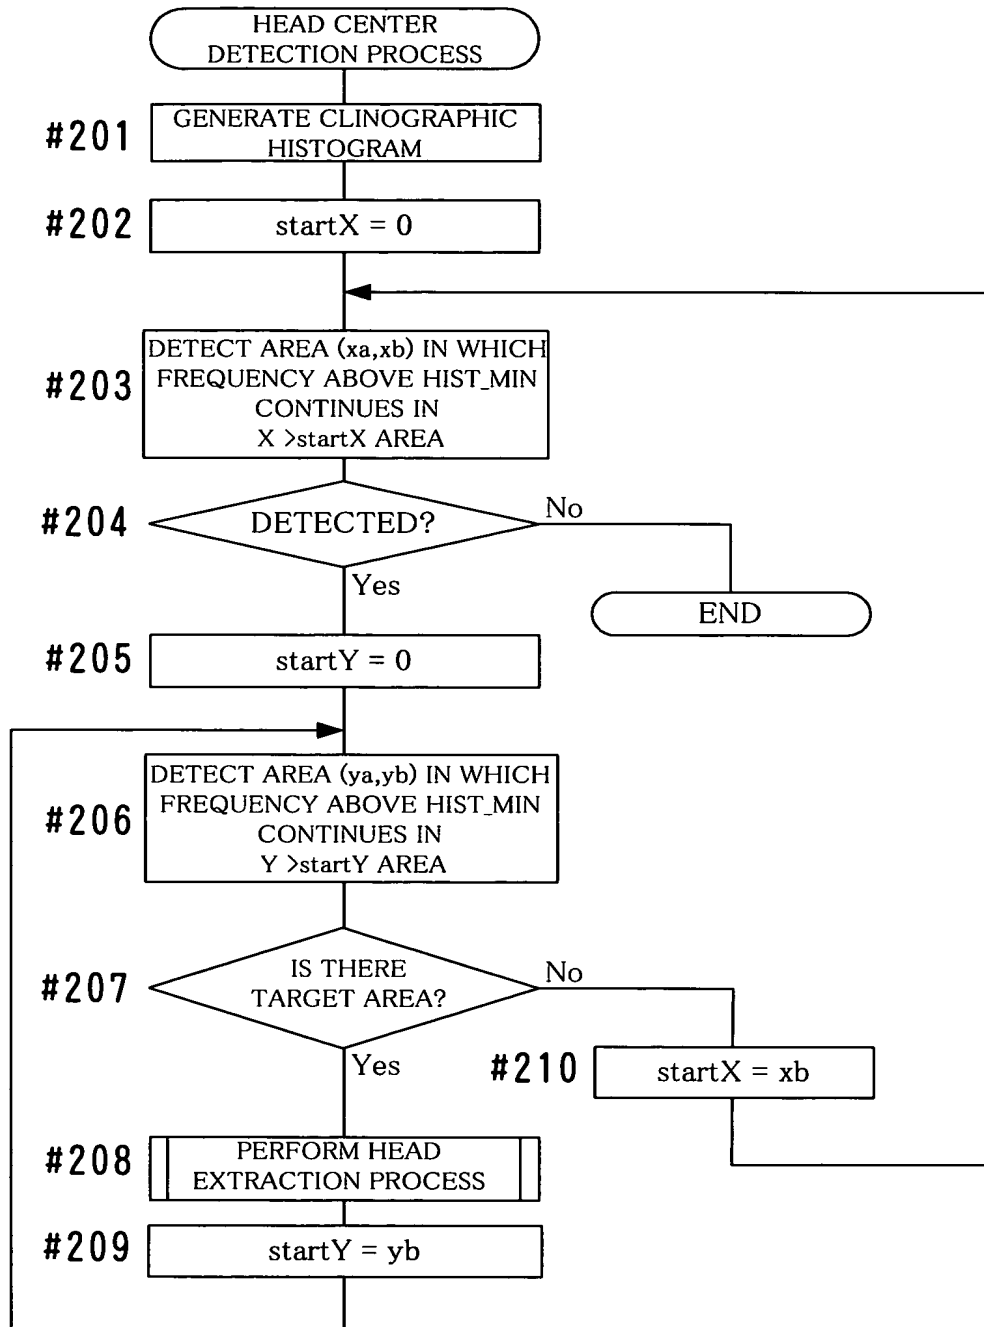 HEAD CENTER
DETECTION PROCESS
#201
GENERATE CLINOGRAPHIC
HISTOGRAM
#202
startX = 0
#203
DETECT AREA (xa,xb) IN WHICH
FREQUENCY ABOVE HIST_MIN
CONTINUES IN
X >startX AREA
#204
DETECTED?
No
Yes
END
#205
startY = 0
#206
DETECT AREA (ya,yb) IN WHICH
FREQUENCY ABOVE HIST_MIN
CONTINUES IN
Y >startY AREA
#207
IS THERE
TARGET AREA?
No
Yes
#210
startX = xb
#208
PERFORM HEAD
EXTRACTION PROCESS
#209
startY = yb